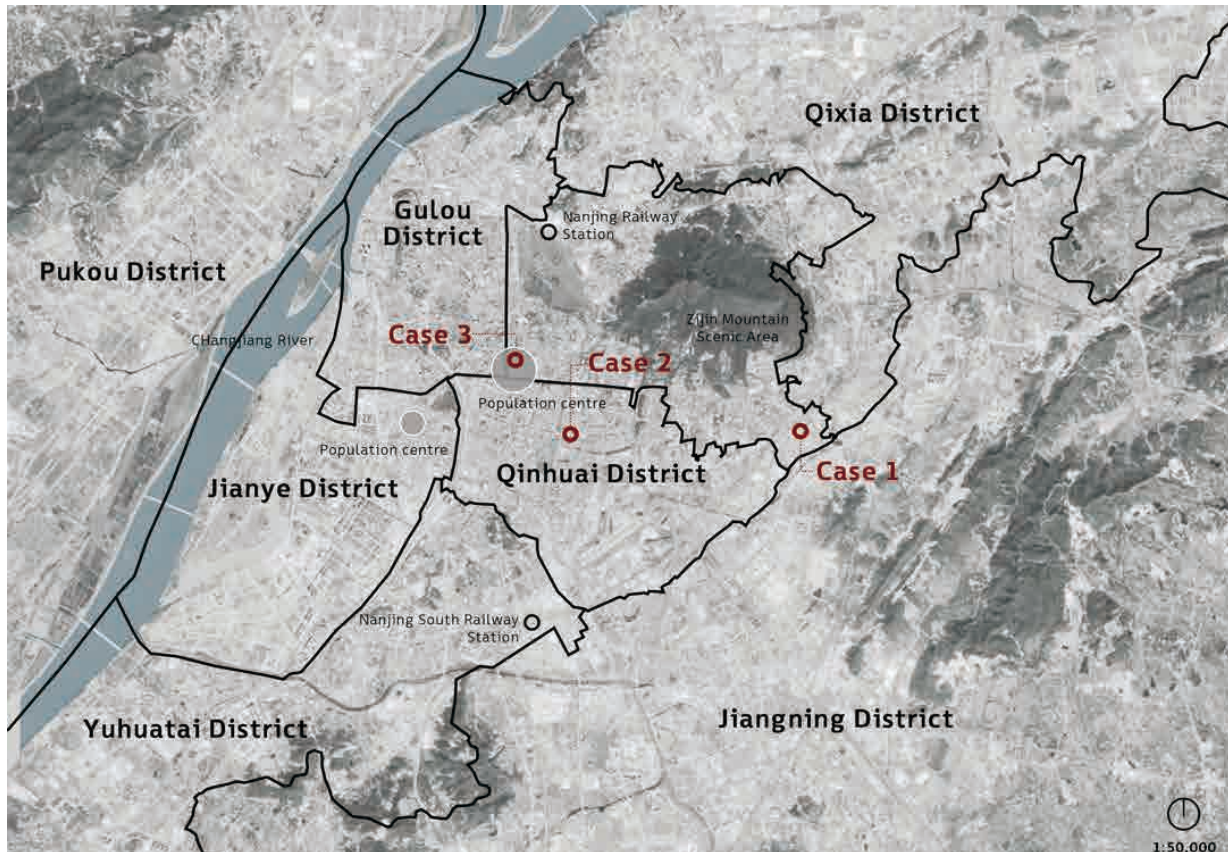 Qixia District
Gulou
District
Nanjing Railway
Station
Pukou District
CHangjiang River
Case 3
Zijin Mountain
Scenic Area
Case 2
Population centre
Population centre
Qinhuai District
Case 1
Jianye District
Nanjing South Railway
Station
Yuhuatai District
Jiangning District
1:50,000